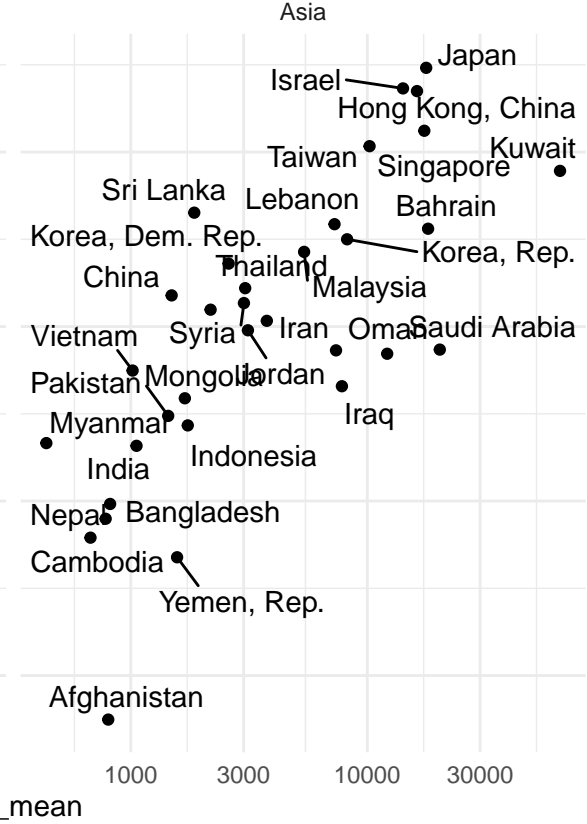 Asia
Japan
Israel
Hong Kong, China
Kuwait
Taiwan
Singapore
Sri Lanka
Lebanon
Bahrain
Korea, Dem. Rep.
Korea, Rep.
Thailand
China
Malaysia
Vietnam
Syria
Iran
Oman
Saudi Arabia
Pakistan
Mongolia
Jordan
Iraq
Myanmar
India
Indonesia
Nepal
Bangladesh
Cambodia
Yemen, Rep.
Afghanistan
1000 3000 10000 30000
_mean